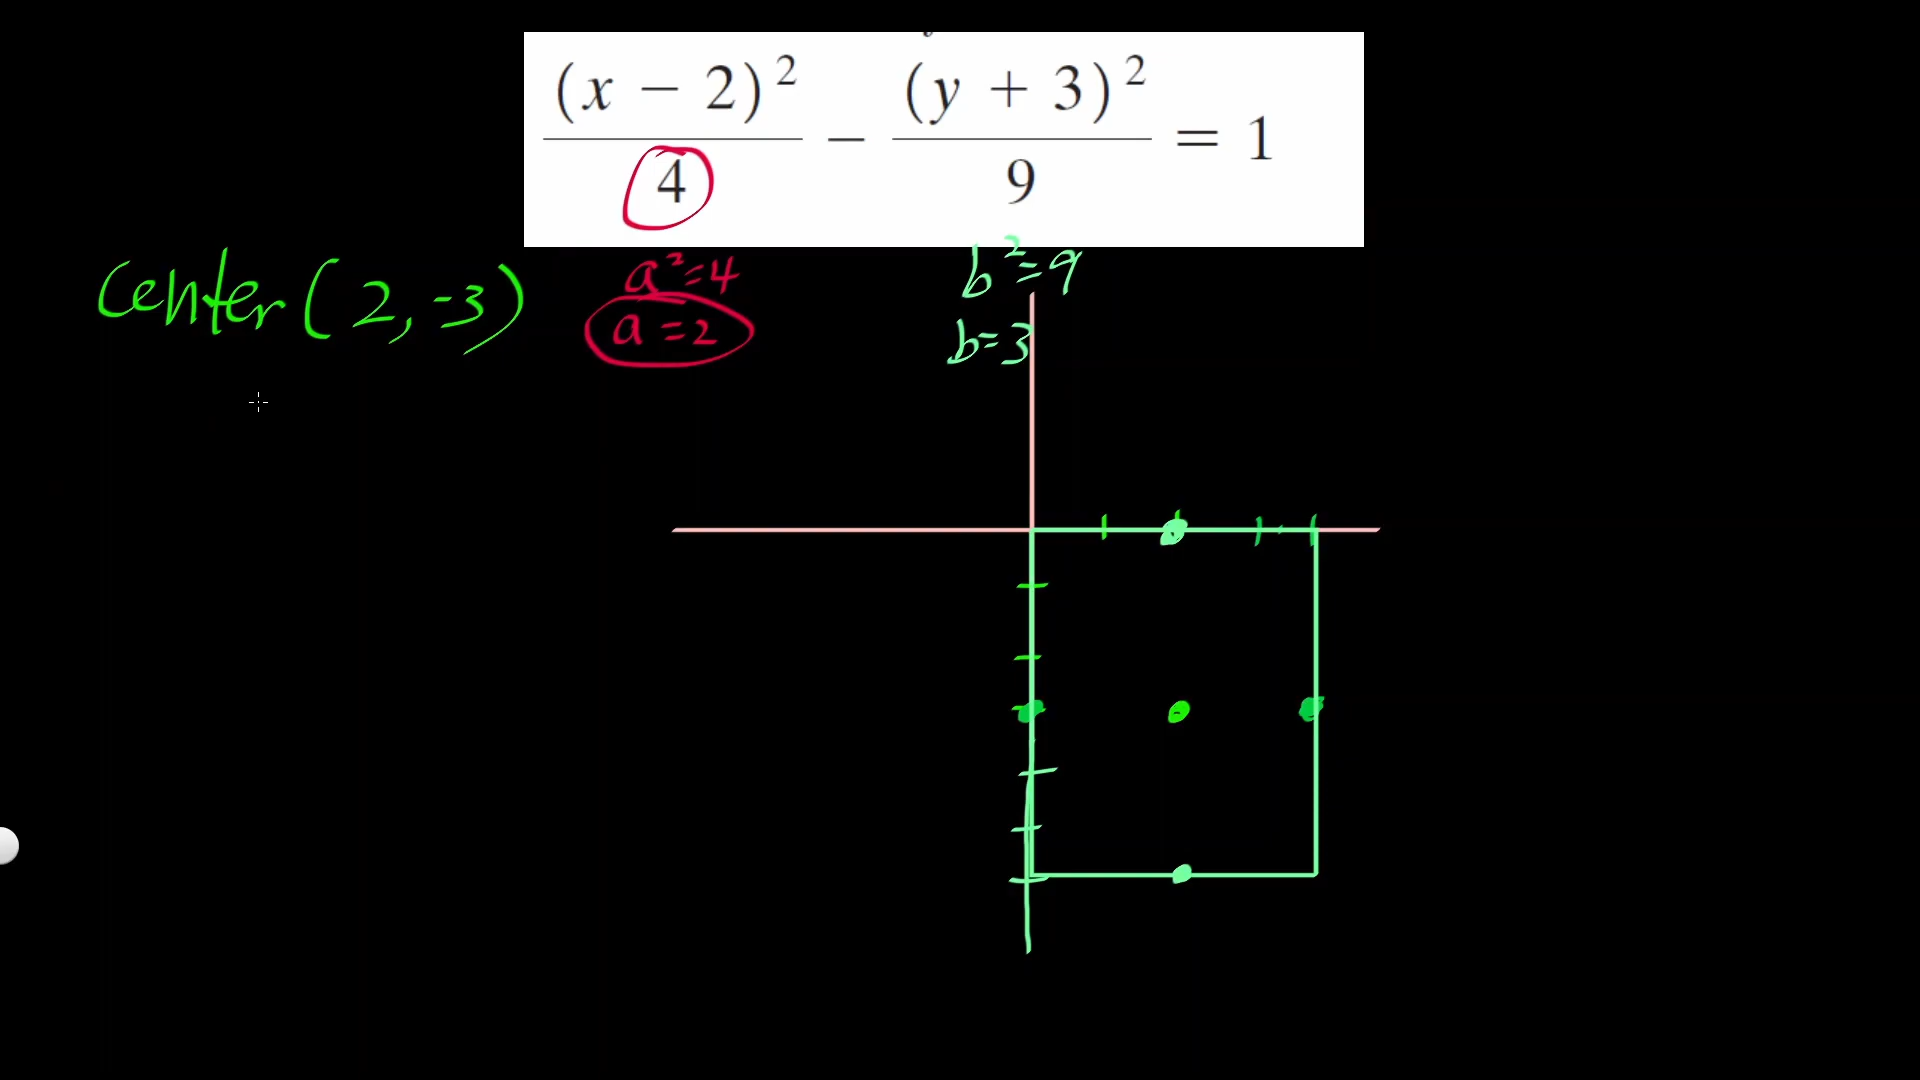 (x − 2)² / 4 − (y + 3)² / 9 = 1
center (2, -3)
a² = 4
a = 2
b² = 9
b = 3